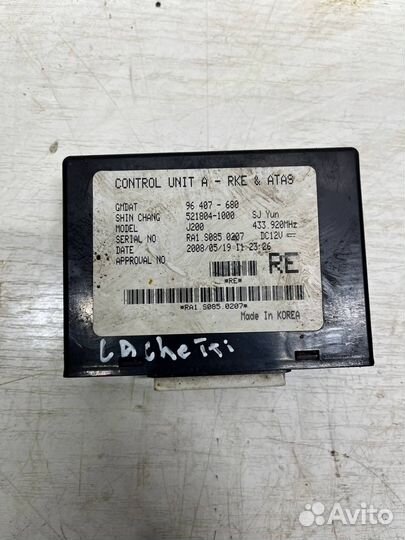 CONTROL UNIT A - RKE & ATAS
GMDAT 96 407 - 680
SHIN CHANG 521804-1000 SJ Yun
MODEL J200 433.920MHz
SERIAL NO RA1.S085.0207 DC12V
DATE 2008/05/19 11:23:26
APPROVAL NO
RE
*RE*
*RA1.S085.0207*
Made In KOREA
LACheTTi
Avito